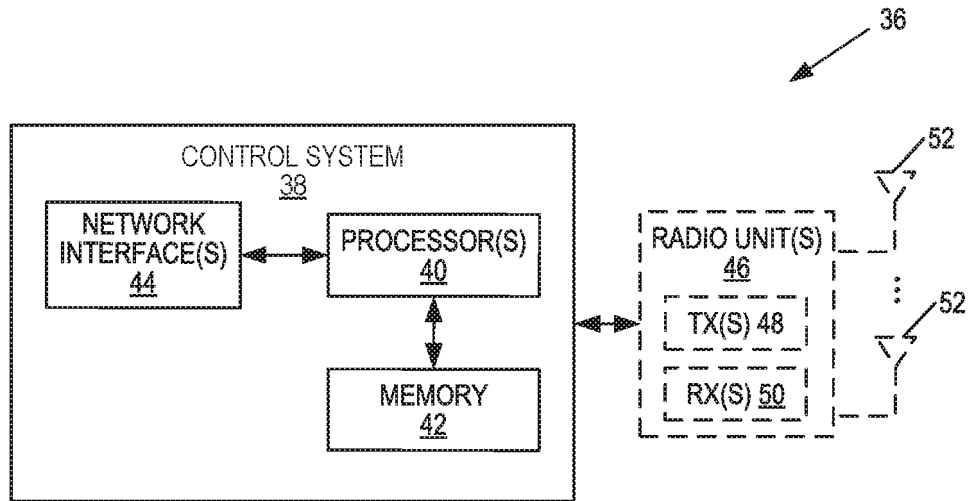 36
CONTROL SYSTEM
38
NETWORK
INTERFACE(S)
44
PROCESSOR(S)
40
MEMORY
42
RADIO UNIT(S)
46
TX(S) 48
RX(S) 50
52
52